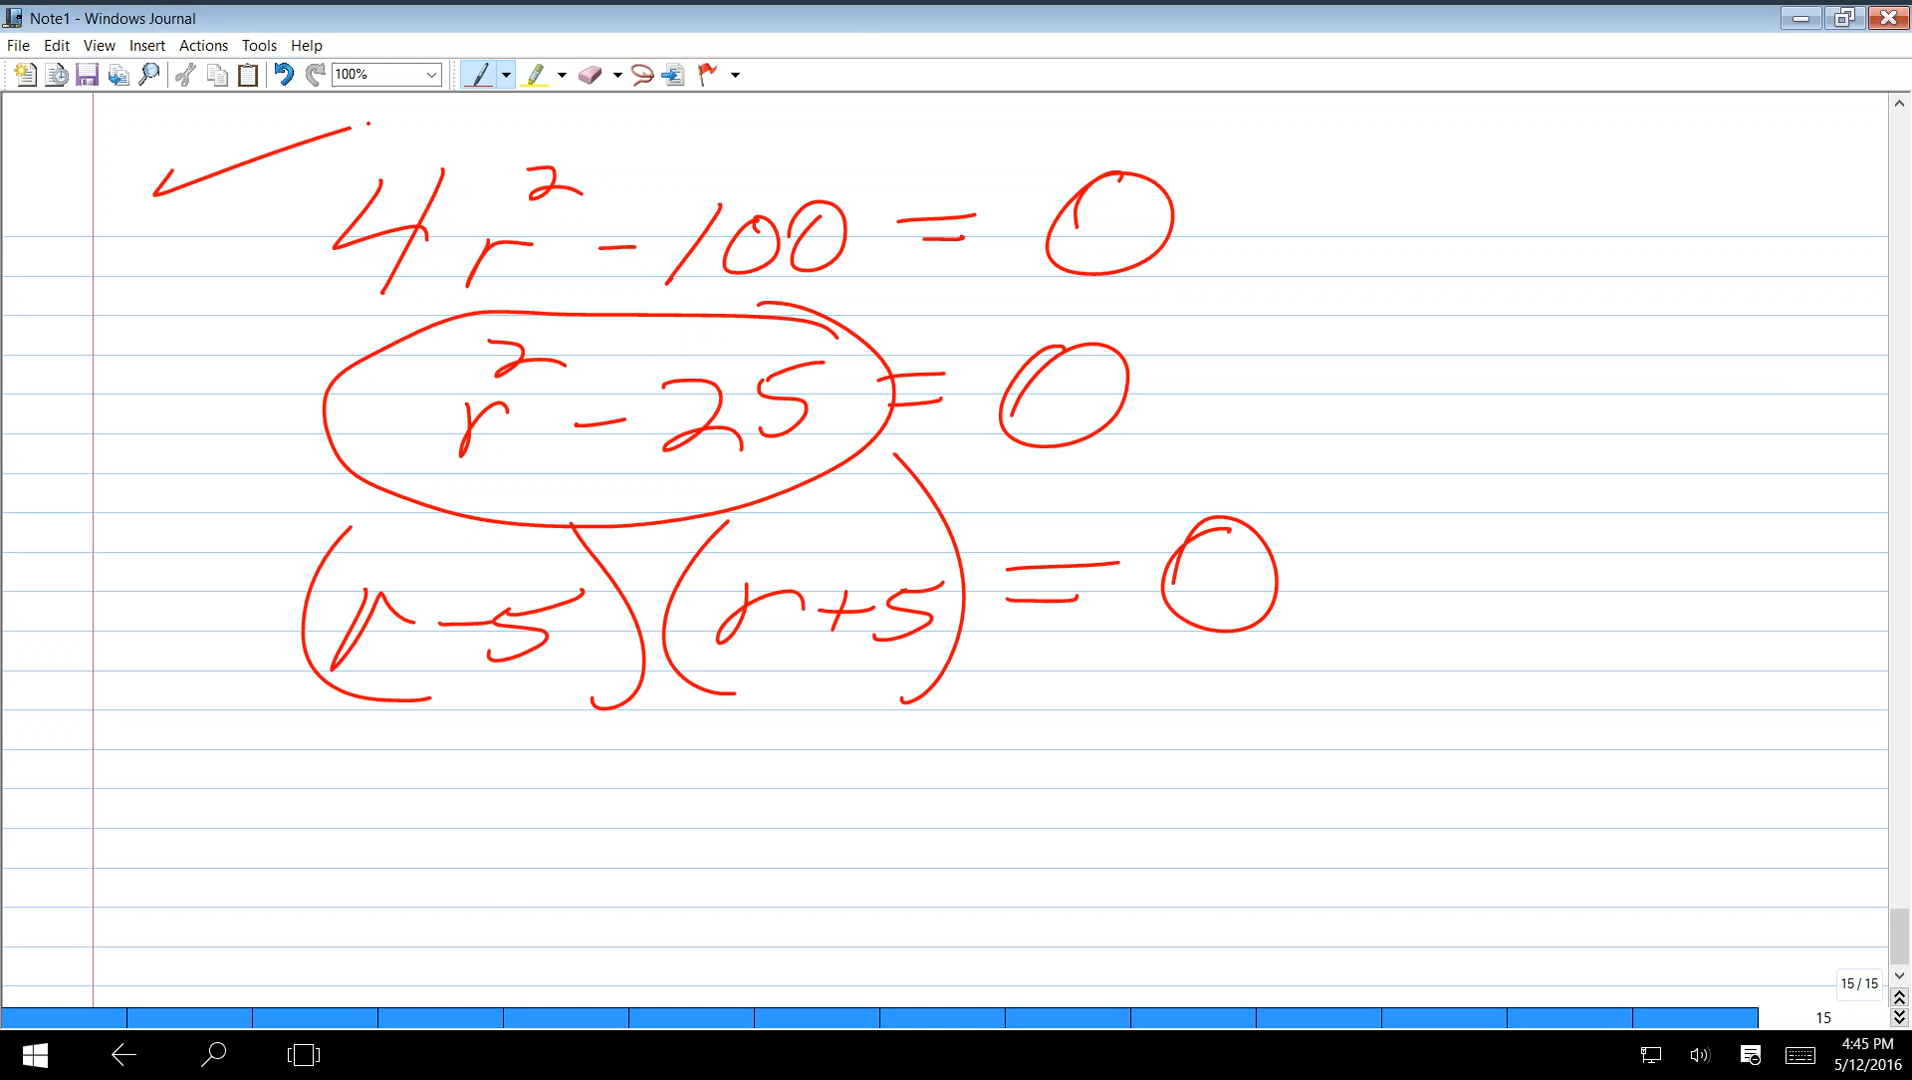 Note1 - Windows Journal
File Edit View Insert Actions Tools Help
100%
4r² - 100 = 0
r² - 25 = 0
(r - 5) (r + 5) = 0
15 / 15
15
4:45 PM
5/12/2016